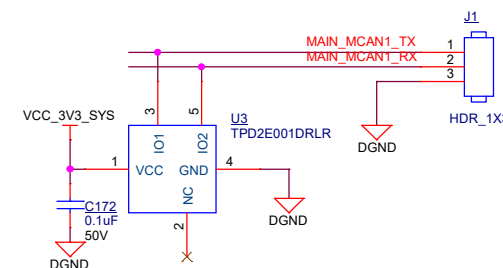 J1
MAIN_MCAN1_TX
1
MAIN_MCAN1_RX
2
3
3
5
U3
TPD2E001DRLR
HDR_1X3
VCC_3V3_SYS
IO1
IO2
DGND
1
VCC
GND
4
NC
C172
0.1uF
50V
2
DGND
DGND